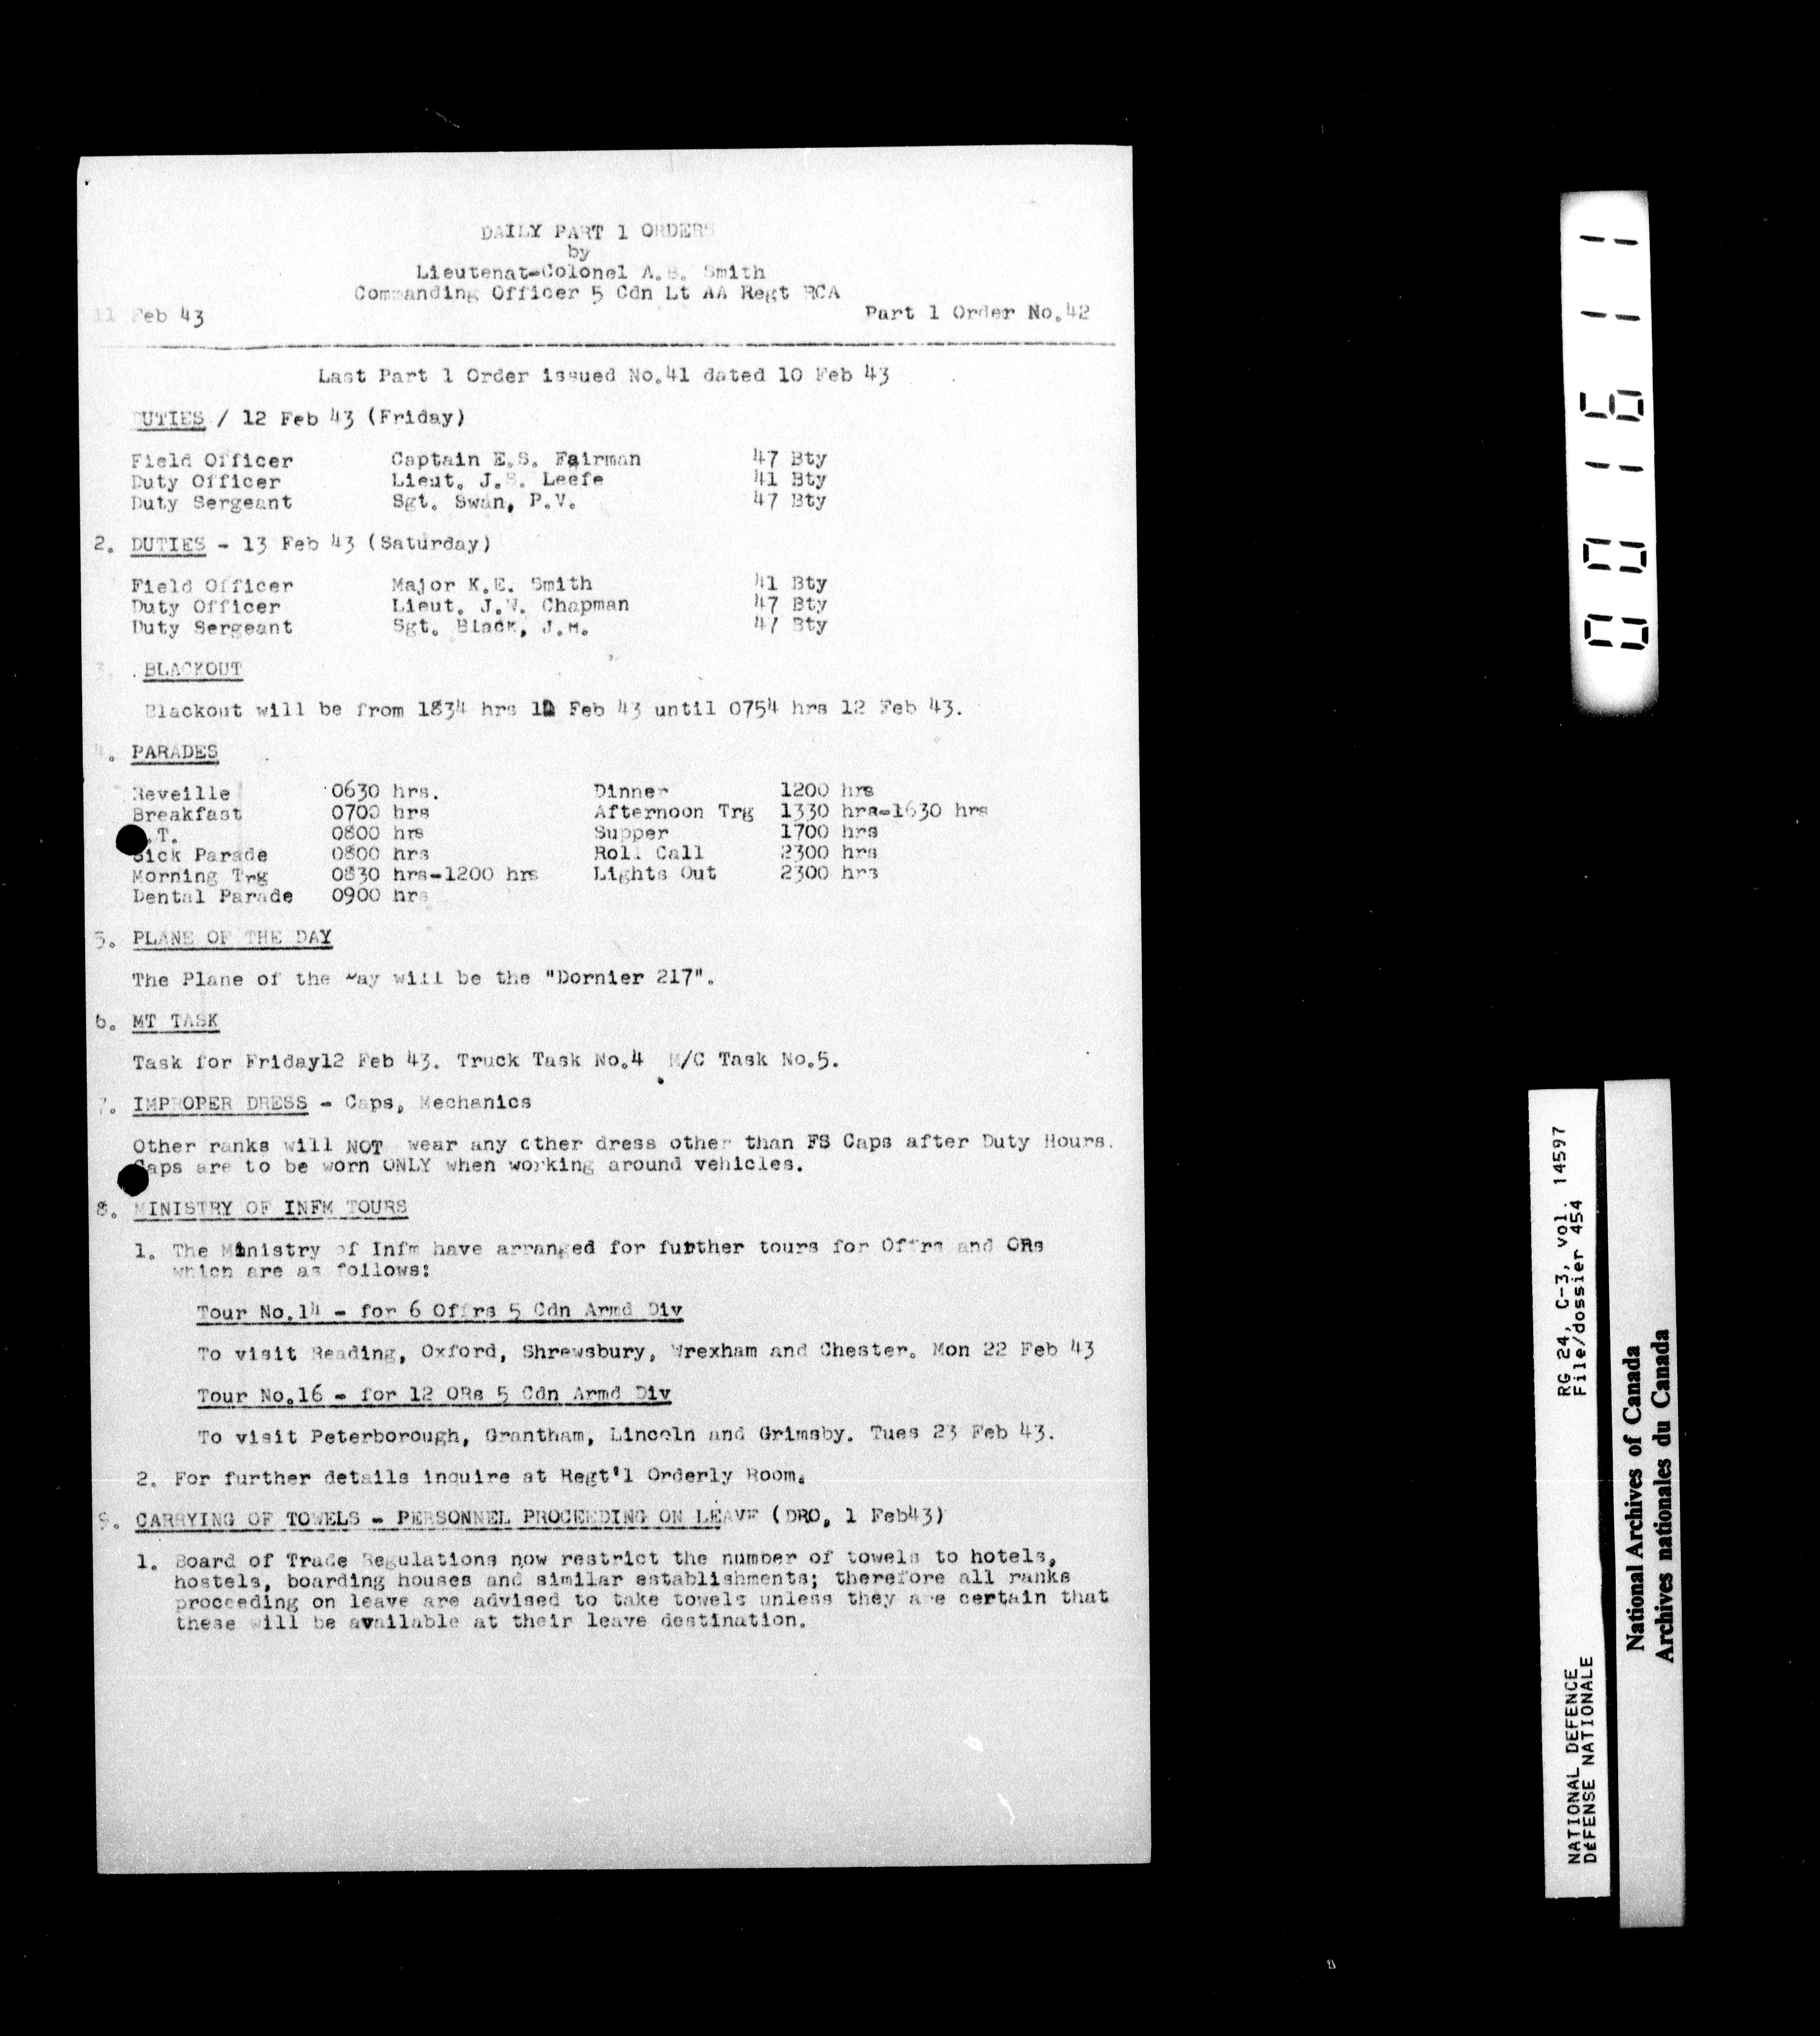 DAILY PART 1 ORDERS
by
Lieutenat-Colonel A.B. Smith
Commanding Officer 5 Cdn Lt AA Regt RCA
11 Feb 43 Part 1 Order No.42
Last Part 1 Order issued No.41 dated 10 Feb 43
DUTIES / 12 Feb 43 (Friday)
Field Officer Captain E.S. Fairman 47 Bty
Duty Officer Lieut. J.S. Leefe 41 Bty
Duty Sergeant Sgt. Swan, P.V. 47 Bty
2. DUTIES - 13 Feb 43 (Saturday)
Field Officer Major K.E. Smith 41 Bty
Duty Officer Lieut. J.W. Chapman 47 Bty
Duty Sergeant Sgt. Black, J.M. 47 Bty
3. BLACKOUT
Blackout will be from 1834 hrs Feb 43 until 0754 hrs 12 Feb 43.
4. PARADES
Reveille 0630 hrs. Dinner 1200 hrs
Breakfast 0700 hrs Afternoon Trg 1330 hrs-1630 hrs
.T. 0800 hrs Supper 1700 hrs
Sick Parade 0800 hrs Roll Call 2300 hrs
Morning Trg 0830 hrs-1200 hrs Lights Out 2300 hrs
Dental Parade 0900 hrs
5. PLANE OF THE DAY
The Plane of the Day will be the "Dornier 217".
6. MT TASK
Task for Friday12 Feb 43. Truck Task No.4 M/C Task No.5.
7. IMPROPER DRESS - Caps, Mechanics
Other ranks will NOT wear any other dress other than FS Caps after Duty Hours.
Caps are to be worn ONLY when working around vehicles.
8. MINISTRY OF INFM TOURS
1. The Ministry of Infm have arranged for further tours for Offrs and ORs
which are as follows:
Tour No.14 - for 6 Offrs 5 Cdn Armd Div
To visit Reading, Oxford, Shrewsbury, Wrexham and Chester. Mon 22 Feb 43
Tour No.16 - for 12 ORs 5 Cdn Armd Div
To visit Peterborough, Grantham, Lincoln and Grimsby. Tues 23 Feb 43.
2. For further details inquire at Regt'l Orderly Room.
9. CARRYING OF TOWELS - PERSONNEL PROCEEDING ON LEAVE (DRO, 1 Feb43)
1. Board of Trade Regulations now restrict the number of towels to hotels,
hostels, boarding houses and similar establishments; therefore all ranks
proceeding on leave are advised to take towels unless they are certain that
these will be available at their leave destination.
001611
RG 24, C-3, vol. 14597
File/dossier 454
NATIONAL DEFENCE
DéFENSE NATIONALE
National Archives of Canada
Archives nationales du Canada